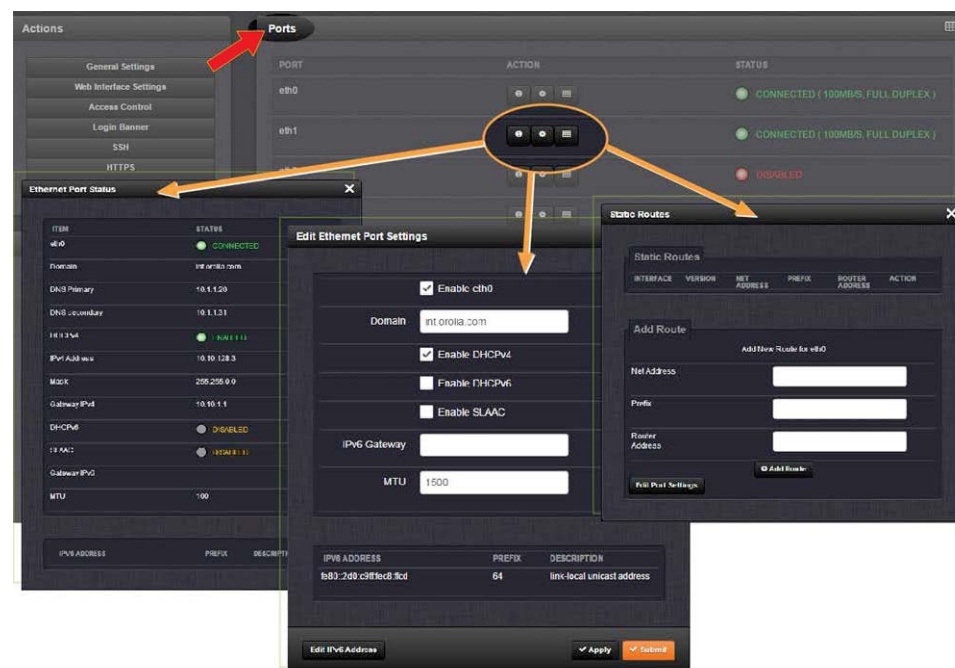 Actions
Ports
General Settings
Web Interface Settings
Access Control
Login Banner
SSH
HTTPS
PORT ACTION STATUS
eth0 CONNECTED ( 100MB/S, FULL DUPLEX )
eth1 CONNECTED ( 100MB/S, FULL DUPLEX )
DISABLED
Ethernet Port Status
ITEM STATUS
eth0 CONNECTED
Domain int.orolia.com
DNS Primary 10.1.1.20
DNS secondary 10.1.1.21
DHCPv4 ENABLED
IPv4 Address 10.10.128.3
Mask 255.255.0.0
Gateway IPv4 10.10.1.1
DHCPv6 DISABLED
SLAAC DISABLED
Gateway IPv6
MTU 100
IPV6 ADDRESS PREFIX
Edit Ethernet Port Settings
Enable eth0
Domain int.orolia.com
Enable DHCPv4
Enable DHCPv6
Enable SLAAC
IPv6 Gateway
MTU 1500
IPV6 ADDRESS PREFIX DESCRIPTION
64 link-local unicast address
Edit IPv6 Address
Apply
Submit
Static Routes
Static Routes
INTERFACE VERSION NET ADDRESS PREFIX ROUTER ADDRESS ACTION
Add Route
Add New Route for eth0
Net Address
Prefix
Router
Address
Add Route
Edit Port Settings